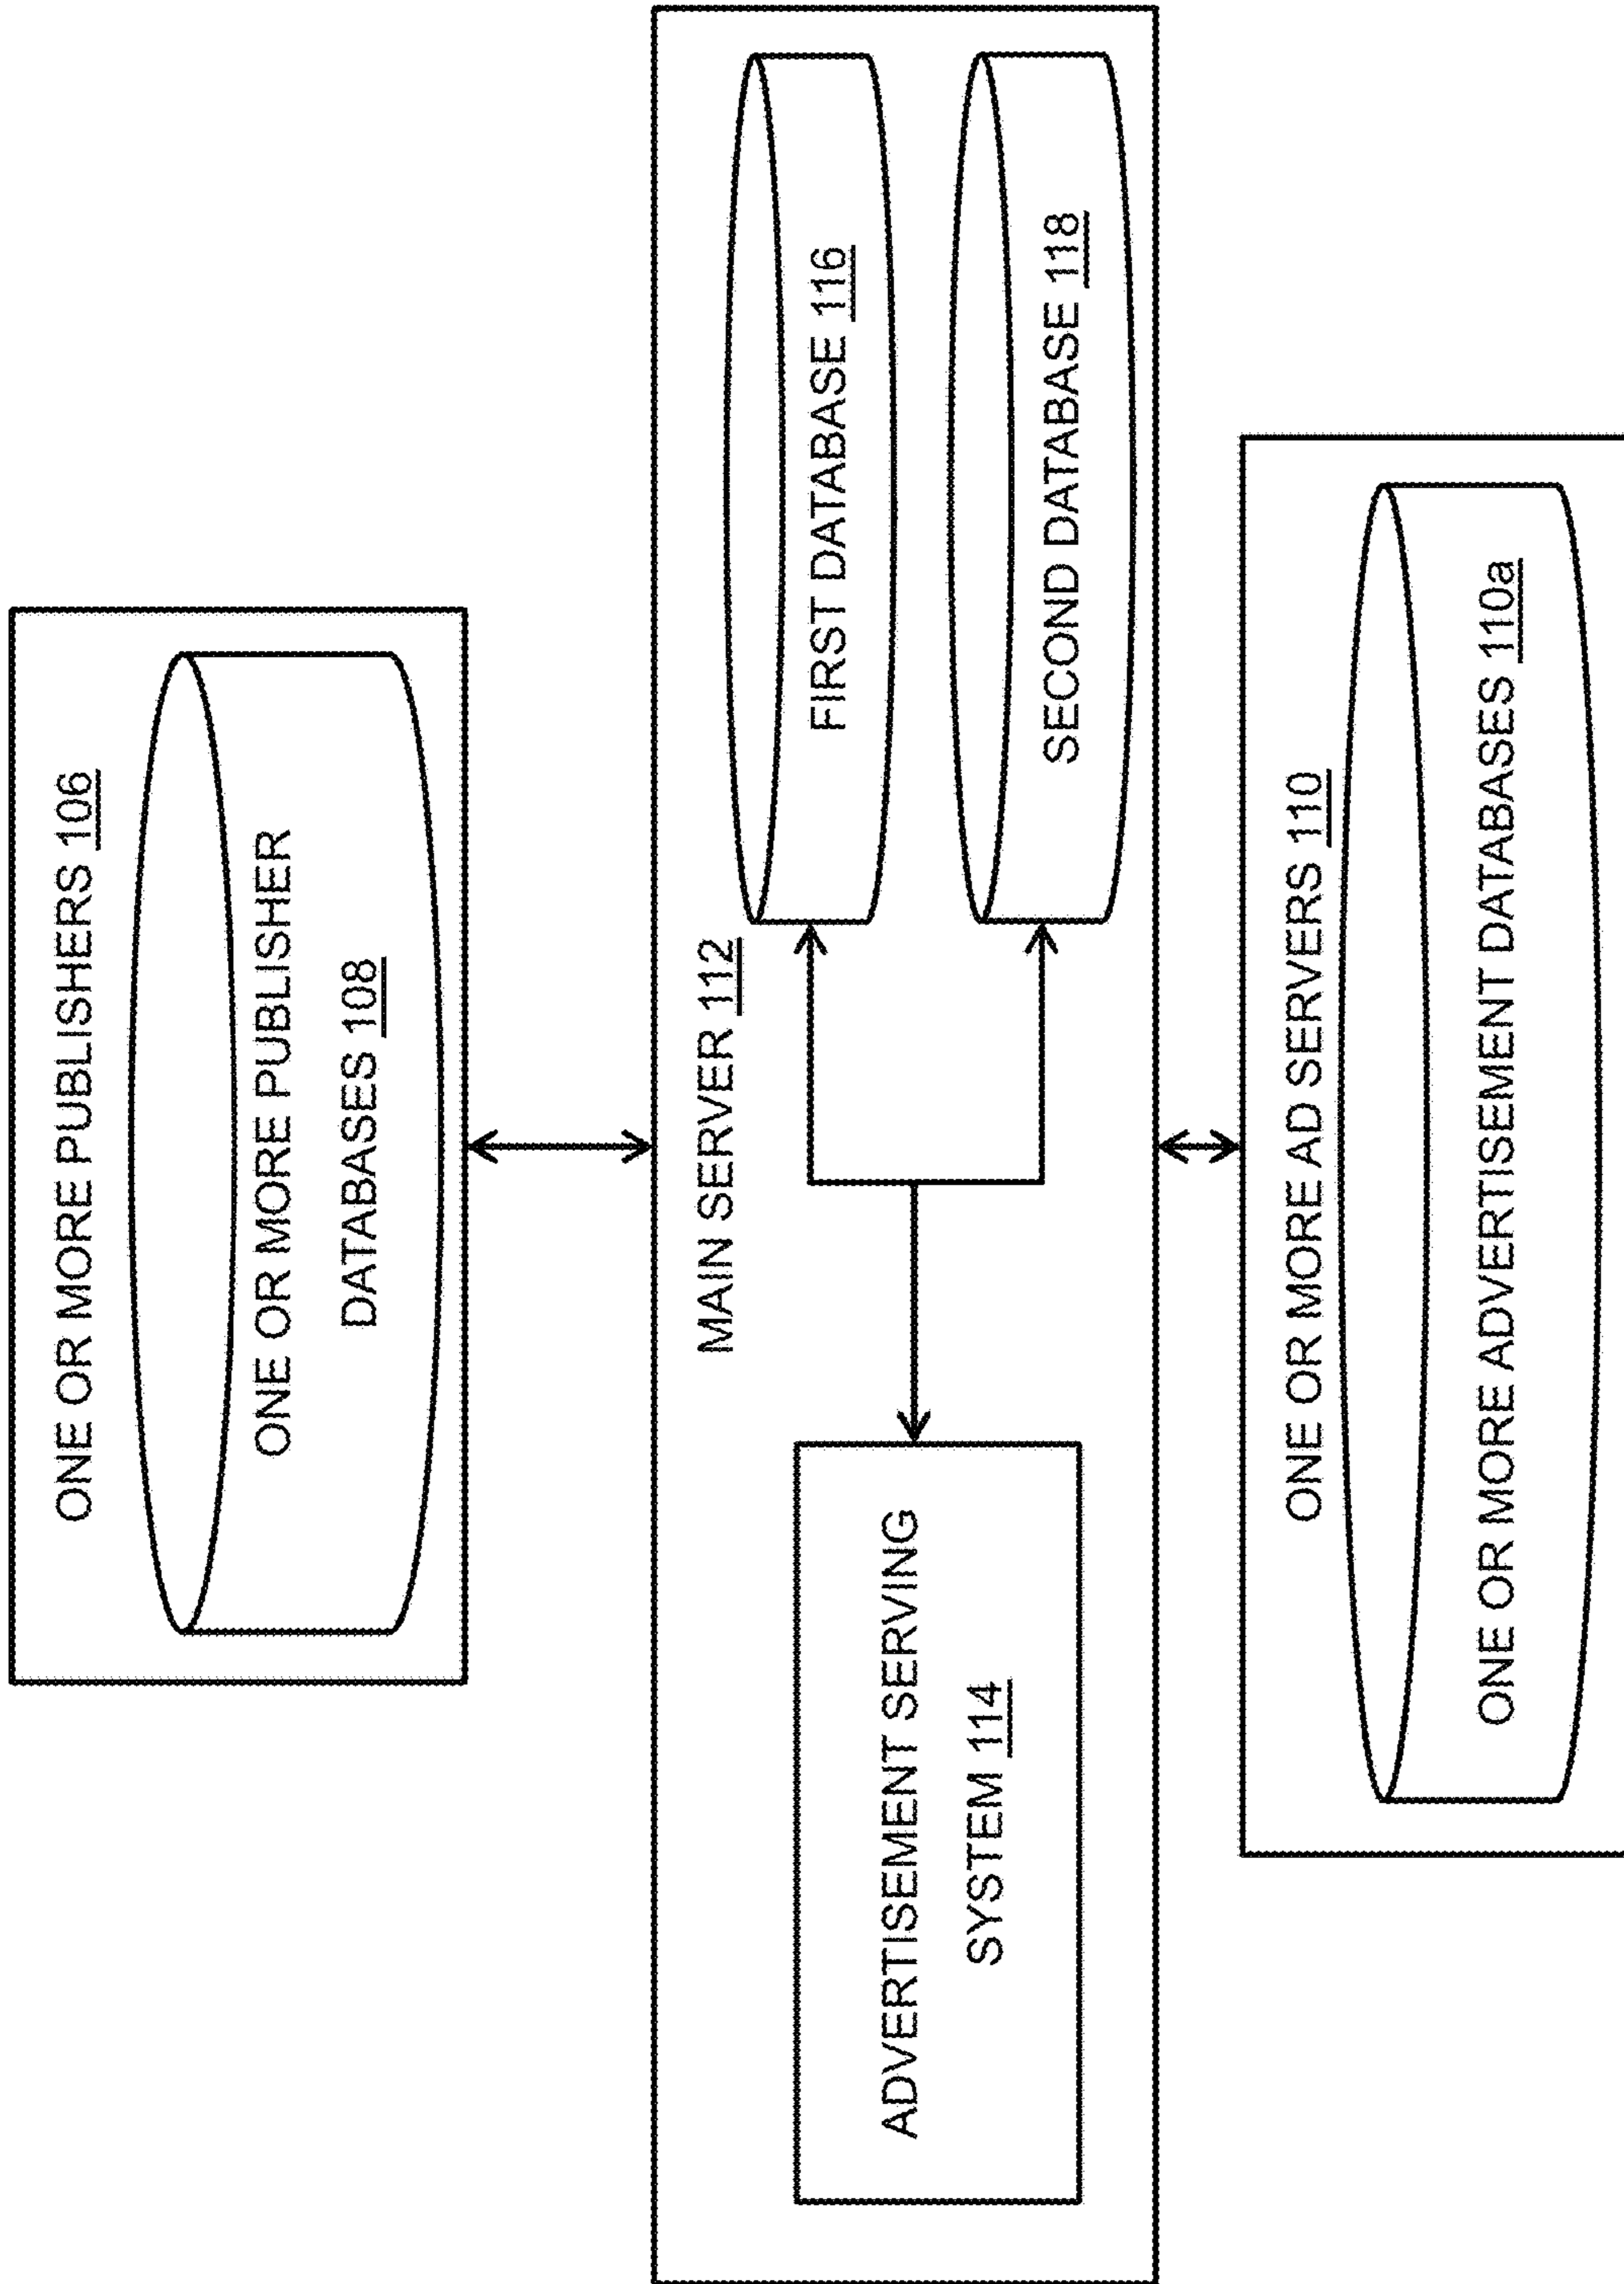 ONE OR MORE PUBLISHERS 106
ONE OR MORE PUBLISHER
DATABASES 108
MAIN SERVER 112
ADVERTISEMENT SERVING
SYSTEM 114
FIRST DATABASE 116
SECOND DATABASE 118
ONE OR MORE AD SERVERS 110
ONE OR MORE ADVERTISEMENT DATABASES 110a